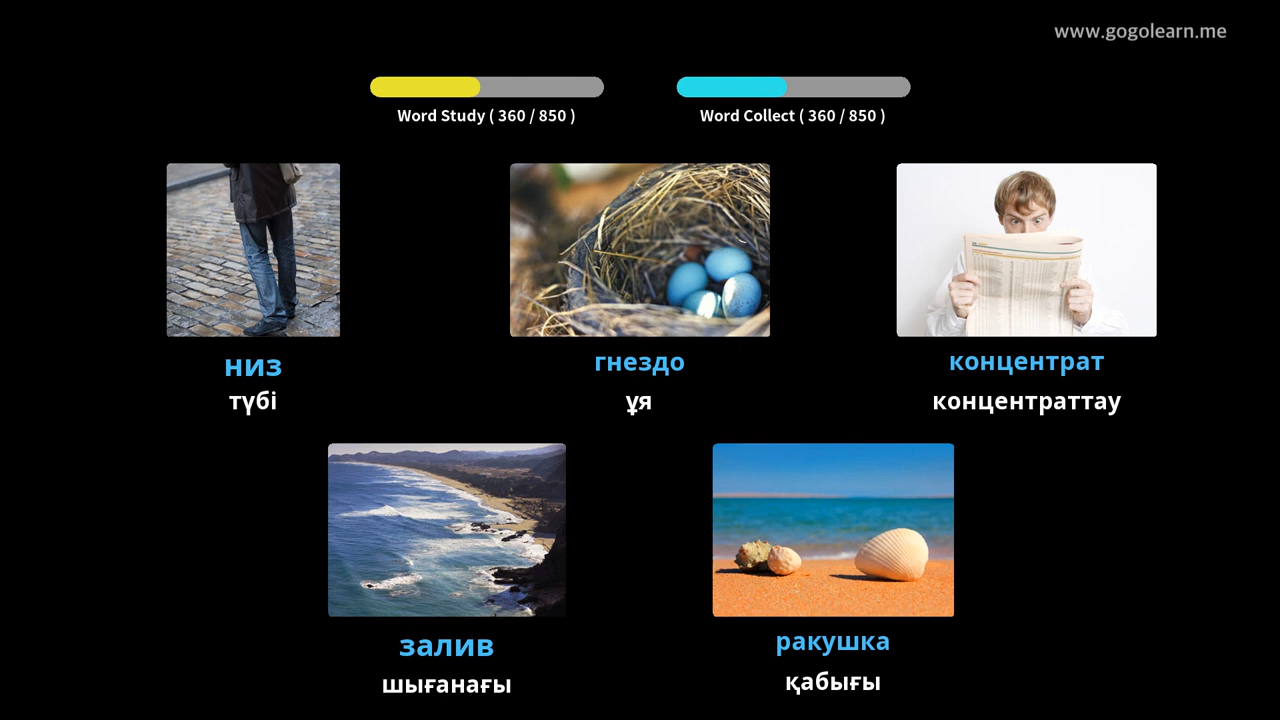 www.gogolearn.me
Word Study ( 360 / 850 )
Word Collect ( 360 / 850 )
низ
түбі
гнездо
ұя
концентрат
концентраттау
залив
шығанағы
ракушка
қабығы